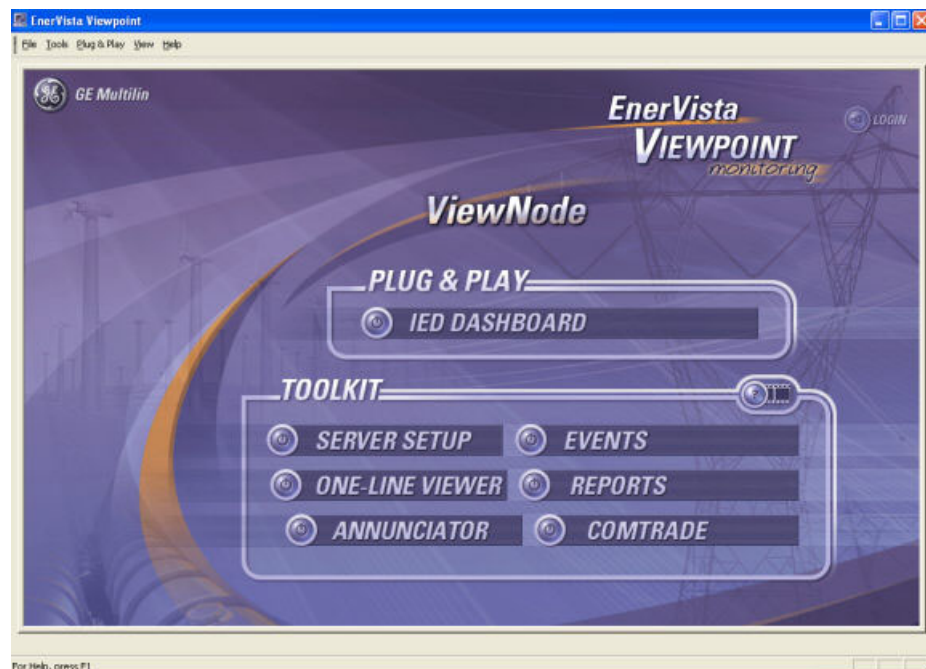 EnerVista Viewpoint
File Tools Plug & Play View Help
GE Multilin
EnerVista
VIEWPOINT
monitoring
LOGIN
ViewNode
PLUG & PLAY
IED DASHBOARD
TOOLKIT
SERVER SETUP EVENTS
ONE-LINE VIEWER REPORTS
ANNUNCIATOR COMTRADE
For Help, press F1